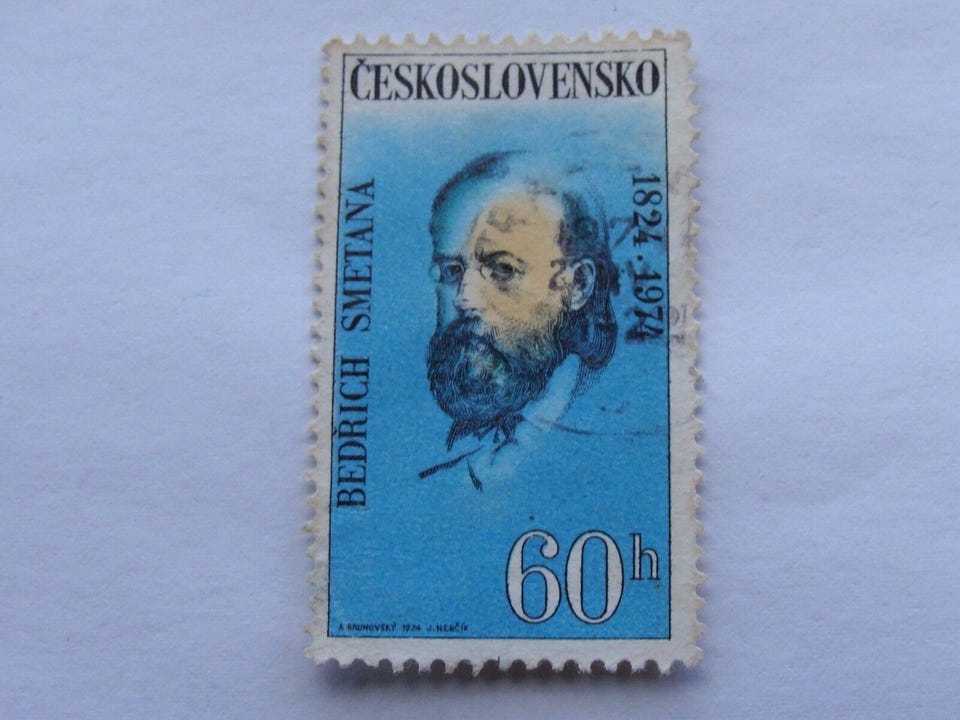 ČESKOSLOVENSKO
BEDŘICH SMETANA
1824·1974
60h
A BRUNOVSKÝ 1974 J. HERČÍK